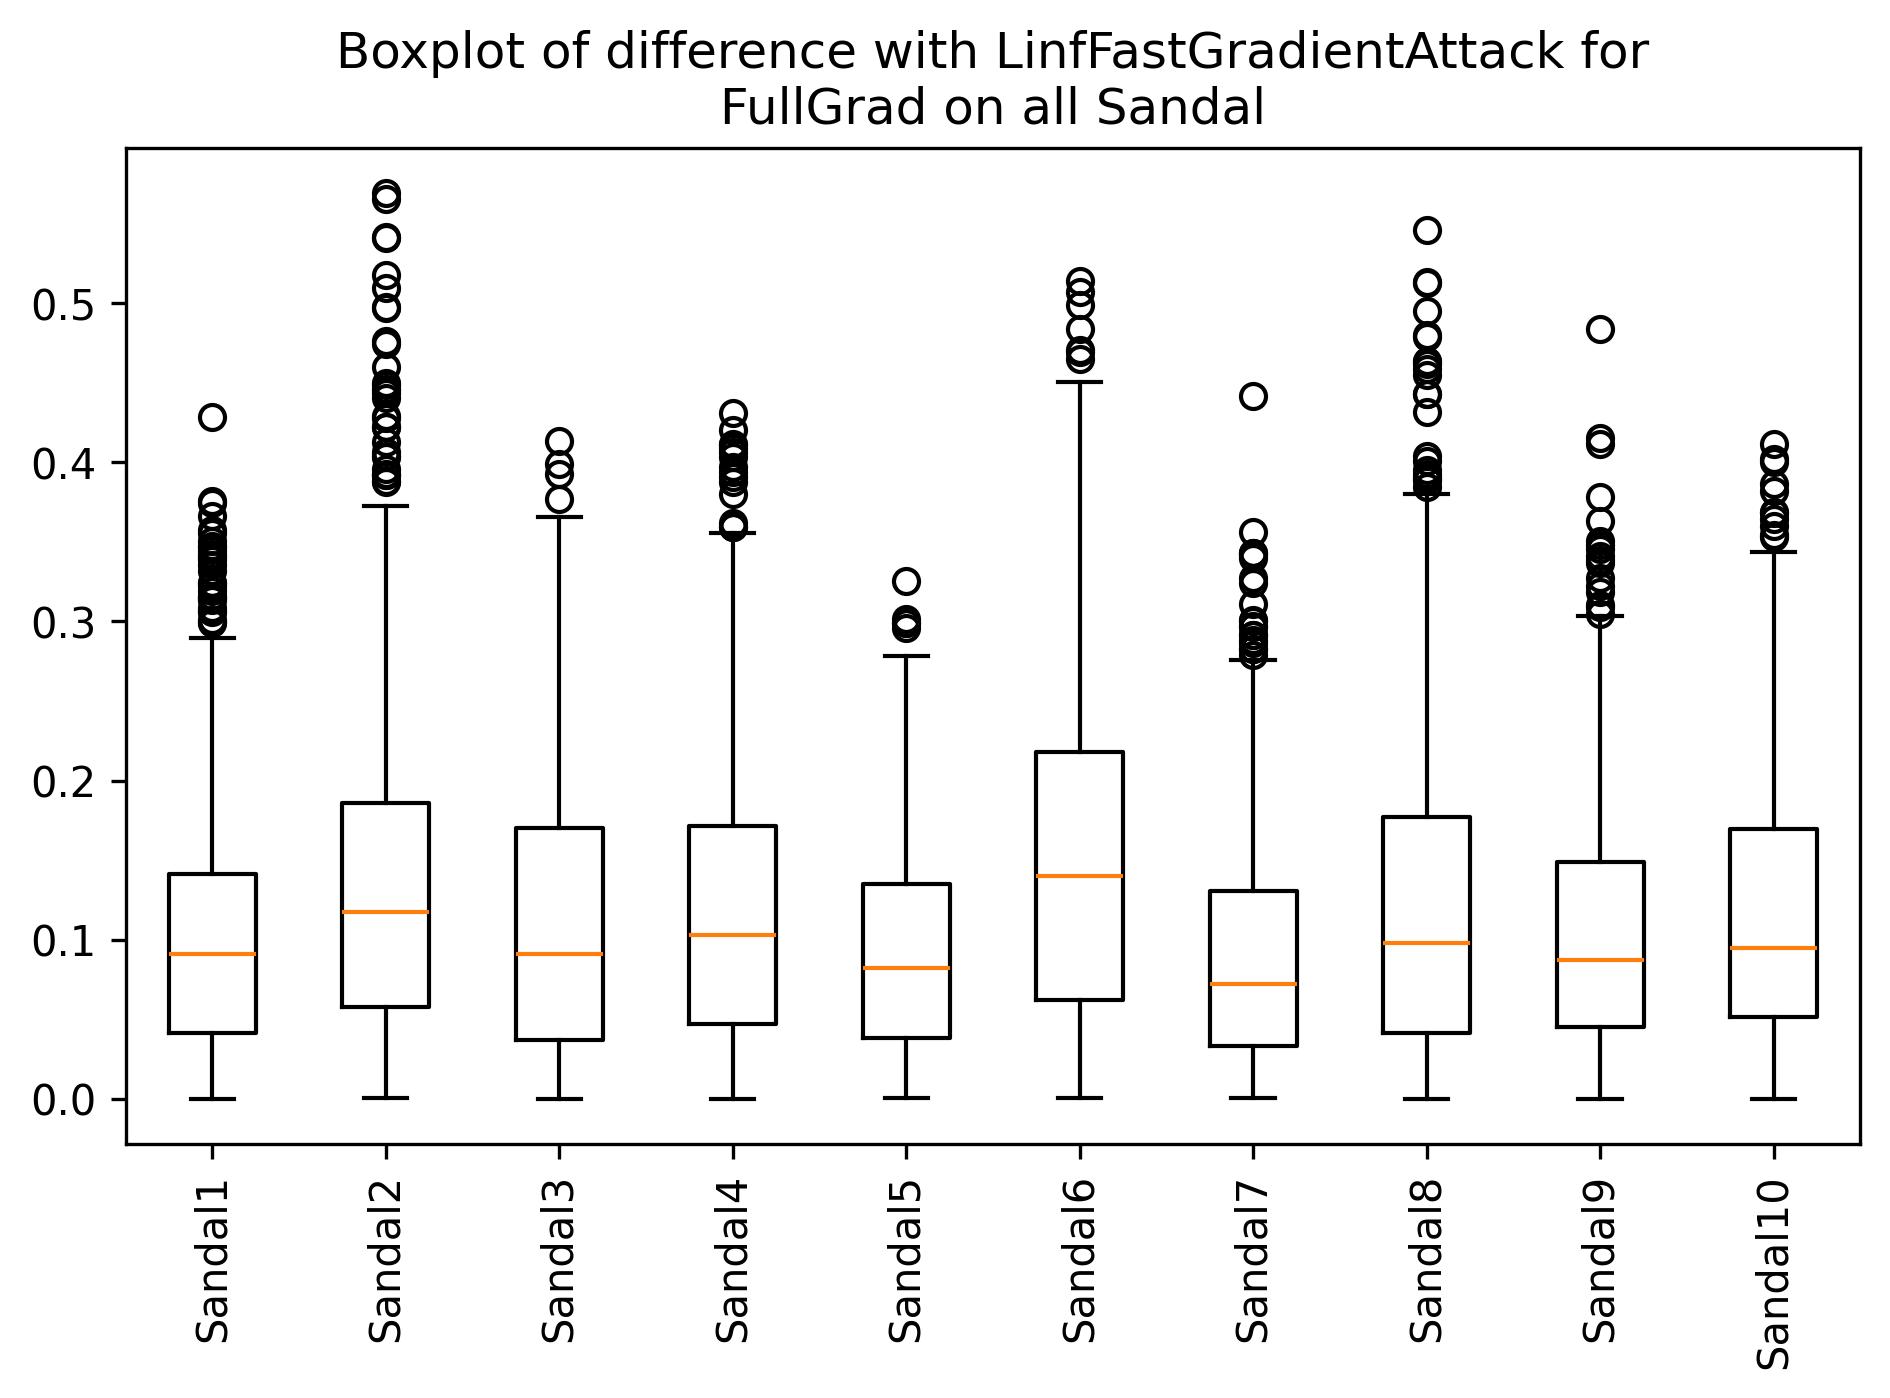 Boxplot of difference with LinfFastGradientAttack for
FullGrad on all Sandal
0.5
0.4
0.3
0.2
0.1
0.0
Sandal1
Sandal2
Sandal3
Sandal4
Sandal5
Sandal6
Sandal7
Sandal8
Sandal9
Sandal10